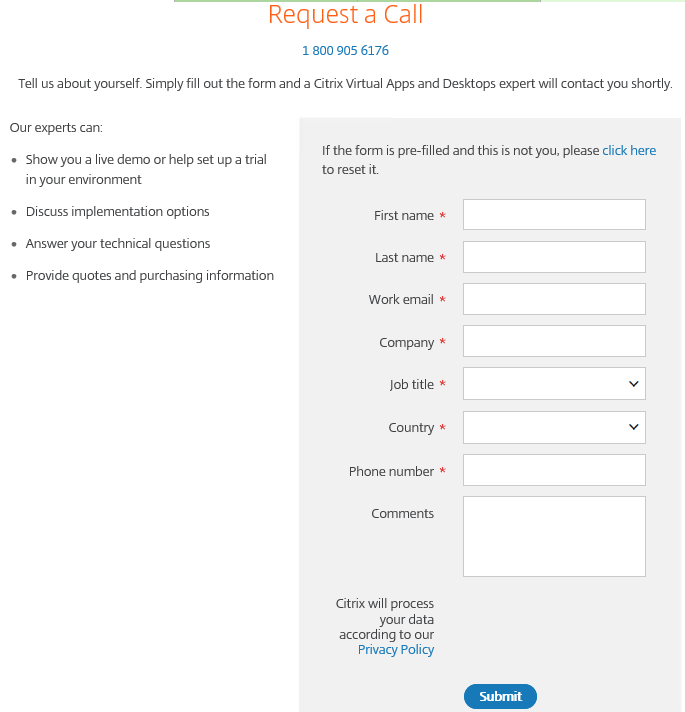 Request a Call
1 800 905 6176
Tell us about yourself. Simply fill out the form and a Citrix Virtual Apps and Desktops expert will contact you shortly.
Our experts can:
• Show you a live demo or help set up a trial
in your environment
• Discuss implementation options
• Answer your technical questions
• Provide quotes and purchasing information
If the form is pre-filled and this is not you, please click here
to reset it.
First name *
Last name *
Work email *
Company *
Job title *
Country *
Phone number *
Comments
Citrix will process
your data
according to our
Privacy Policy
Submit